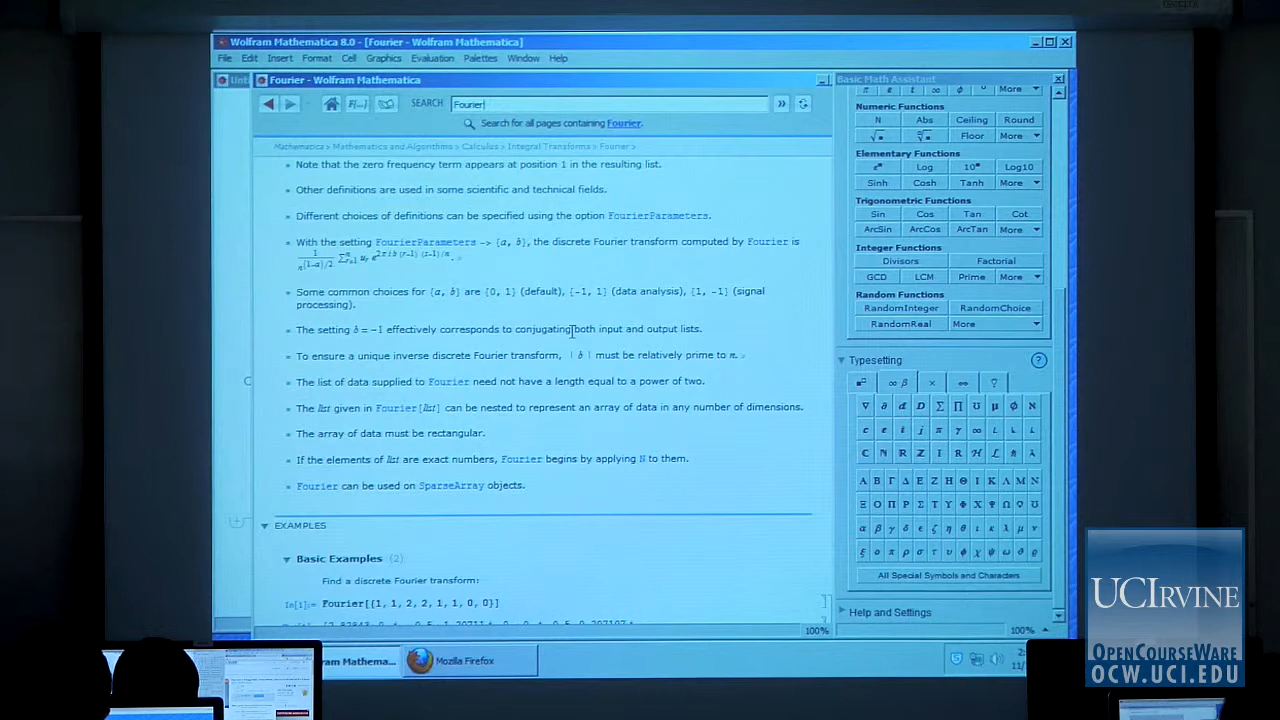 Wolfram Mathematica 8.0 - [Fourier - Wolfram Mathematica]
File Edit Insert Format Cell Graphics Evaluation Palettes Window Help
Fourier - Wolfram Mathematica
SEARCH Fourier
Search for all pages containing Fourier.
Mathematica > Mathematics and Algorithms > Calculus > Integral Transforms > Fourier >
Note that the zero frequency term appears at position 1 in the resulting list.
Other definitions are used in some scientific and technical fields.
Different choices of definitions can be specified using the option FourierParameters.
With the setting FourierParameters -> {a, b}, the discrete Fourier transform computed by Fourier is
Some common choices for {a, b} are {0, 1} (default), {-1, 1} (data analysis), {1, -1} (signal
processing).
The setting b = -1 effectively corresponds to conjugating both input and output lists.
To ensure a unique inverse discrete Fourier transform, | b | must be relatively prime to n.
The list of data supplied to Fourier need not have a length equal to a power of two.
The list given in Fourier[list] can be nested to represent an array of data in any number of dimensions.
The array of data must be rectangular.
If the elements of list are exact numbers, Fourier begins by applying N to them.
Fourier can be used on SparseArray objects.
EXAMPLES
Basic Examples (2)
Find a discrete Fourier transform:
In[1]:= Fourier[{1, 1, 2, 2, 1, 1, 0, 0}]
100%
Basic Math Assistant
More
Numeric Functions
N Abs Ceiling Round
Floor More
Elementary Functions
Log Log10
Sinh Cosh Tanh More
Trigonometric Functions
Sin Cos Tan Cot
ArcSin ArcCos ArcTan More
Integer Functions
Divisors Factorial
GCD LCM Prime More
Random Functions
RandomInteger RandomChoice
RandomReal More
Typesetting
All Special Symbols and Characters
Help and Settings
100%
Mozilla Firefox
UCIRVINE
OPENCOURSEWARE
OCW.UCI.EDU